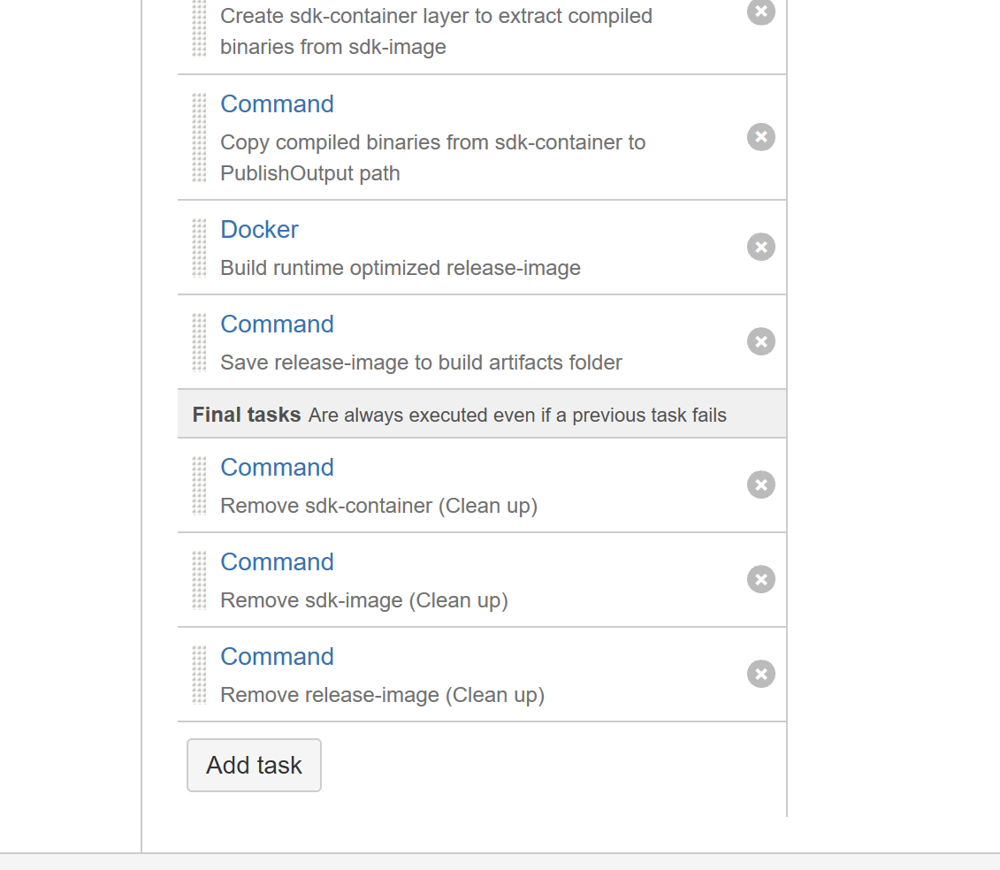 Create sdk-container layer to extract compiled
binaries from sdk-image
Command
Copy compiled binaries from sdk-container to
PublishOutput path
Docker
Build runtime optimized release-image
Command
Save release-image to build artifacts folder
Final tasks Are always executed even if a previous task fails
Command
Remove sdk-container (Clean up)
Command
Remove sdk-image (Clean up)
Command
Remove release-image (Clean up)
Add task